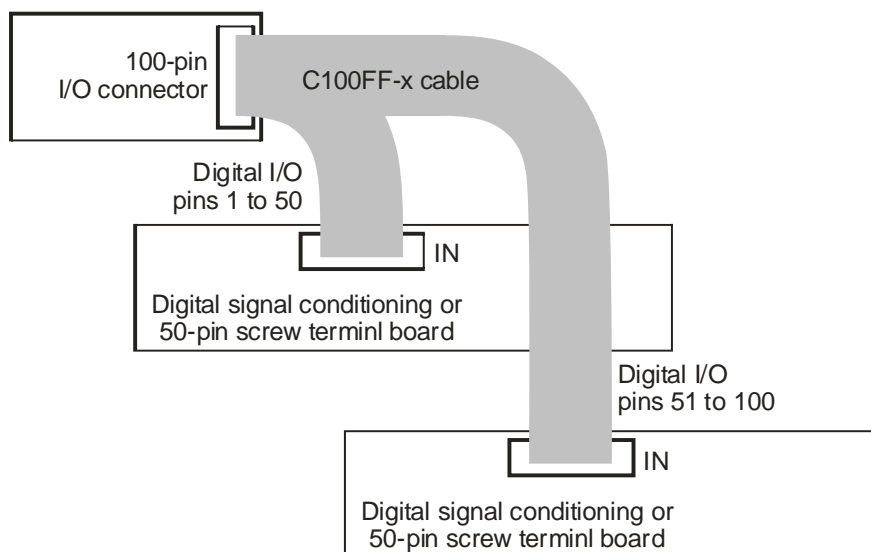 100-pin
I/O connector
C100FF-x cable
Digital I/O
pins 1 to 50
IN
Digital signal conditioning or
50-pin screw terminl board
Digital I/O
pins 51 to 100
IN
Digital signal conditioning or
50-pin screw terminl board